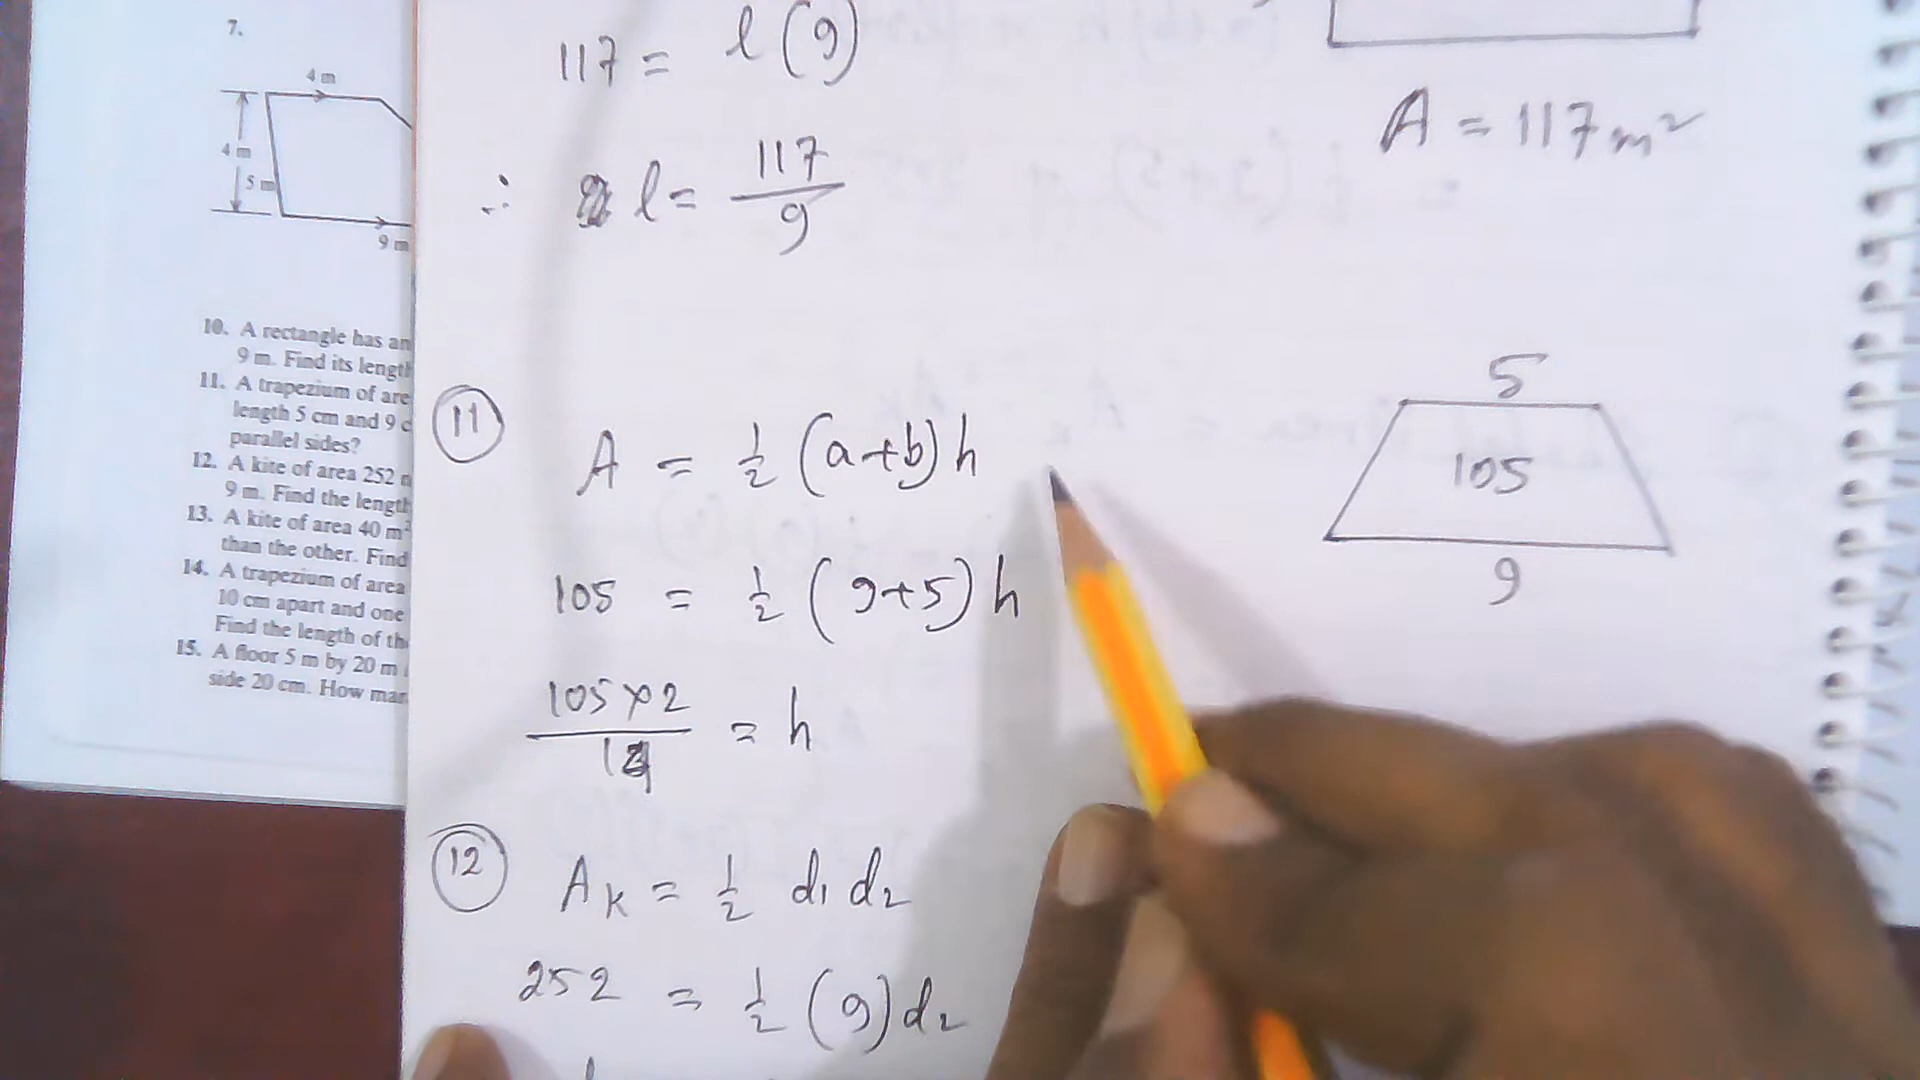 7.
4 m
4 m
5 m
9 m
10. A rectangle has an
9 m. Find its length
11. A trapezium of are
length 5 cm and 9 c
parallel sides?
12. A kite of area 252 m
9 m. Find the length
13. A kite of area 40 m²
than the other. Find
14. A trapezium of area
10 cm apart and one
Find the length of th
15. A floor 5 m by 20 m
side 20 cm. How man
117 = l (9)
∴ l = 117/9
A = 117 m²
11
A = 1/2 (a+b) h
105 = 1/2 (9+5) h
105 × 2 / 14 = h
5
105
9
12
AK = 1/2 d1 d2
252 = 1/2 (9) d2